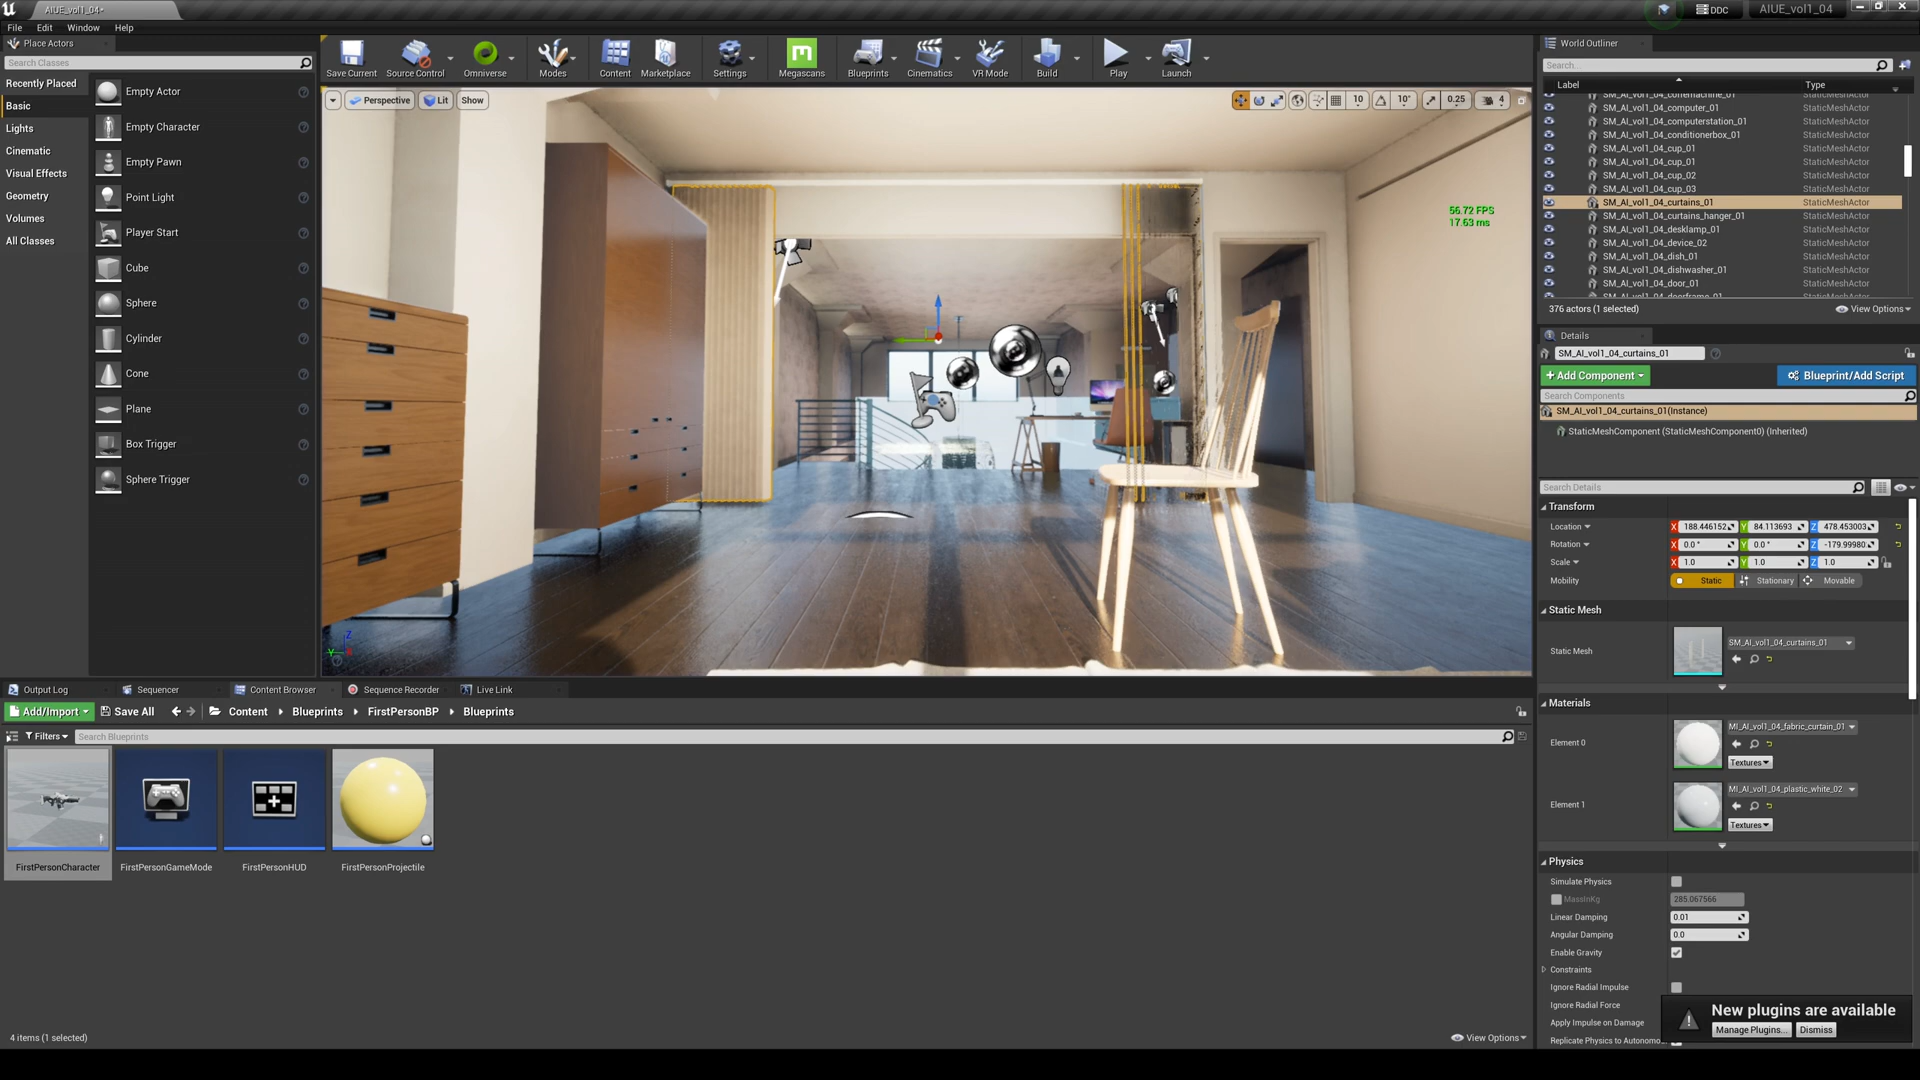 AIUE_vol1_04*
DDC
AIUE_vol1_04
File Edit Window Help
Place Actors
Search Classes
Recently Placed
Basic
Lights
Cinematic
Visual Effects
Geometry
Volumes
All Classes
Empty Actor
Empty Character
Empty Pawn
Point Light
Player Start
Cube
Sphere
Cylinder
Cone
Plane
Box Trigger
Sphere Trigger
Save Current
Source Control
Omniverse
Modes
Content
Marketplace
Settings
Megascans
Blueprints
Cinematics
VR Mode
Build
Play
Launch
Perspective
Lit
Show
10
10°
0.25
4
56.72 FPS
17.63 ms
World Outliner
Search...
Label Type
SM_AI_vol1_04_computer_01 StaticMeshActor
SM_AI_vol1_04_computerstation_01 StaticMeshActor
SM_AI_vol1_04_conditionerbox_01 StaticMeshActor
SM_AI_vol1_04_cup_01 StaticMeshActor
SM_AI_vol1_04_cup_01 StaticMeshActor
SM_AI_vol1_04_cup_02 StaticMeshActor
SM_AI_vol1_04_cup_03 StaticMeshActor
SM_AI_vol1_04_curtains_01 StaticMeshActor
SM_AI_vol1_04_curtains_hanger_01 StaticMeshActor
SM_AI_vol1_04_desklamp_01 StaticMeshActor
SM_AI_vol1_04_device_02 StaticMeshActor
SM_AI_vol1_04_dish_01 StaticMeshActor
SM_AI_vol1_04_dishwasher_01 StaticMeshActor
SM_AI_vol1_04_door_01 StaticMeshActor
376 actors (1 selected)
View Options
Details
SM_AI_vol1_04_curtains_01
+ Add Component
Blueprint/Add Script
Search Components
SM_AI_vol1_04_curtains_01(Instance)
StaticMeshComponent (StaticMeshComponent0) (Inherited)
Search Details
Transform
Location X 188.446152 Y 84.113693 Z 478.453003
Rotation X 0.0 ° Y 0.0 ° Z -179.99980
Scale X 1.0 Y 1.0 Z 1.0
Mobility Static Stationary Movable
Static Mesh
Static Mesh
SM_AI_vol1_04_curtains_01
Materials
Element 0
MI_AI_vol1_04_fabric_curtain_01
Textures
Element 1
MI_AI_vol1_04_plastic_white_02
Textures
Physics
Simulate Physics
MassInKg 285.067566
Linear Damping 0.01
Angular Damping 0.0
Enable Gravity
Constraints
Ignore Radial Impulse
Ignore Radial Force
Apply Impulse on Damage
Replicate Physics to Autonomo
New plugins are available
Manage Plugins... Dismiss
Output Log
Sequencer
Content Browser
Sequence Recorder
Live Link
Add/Import
Save All
Content
Blueprints
FirstPersonBP
Blueprints
Filters
Search Blueprints
FirstPersonCharacter
FirstPersonGameMode
FirstPersonHUD
FirstPersonProjectile
4 items (1 selected)
View Options